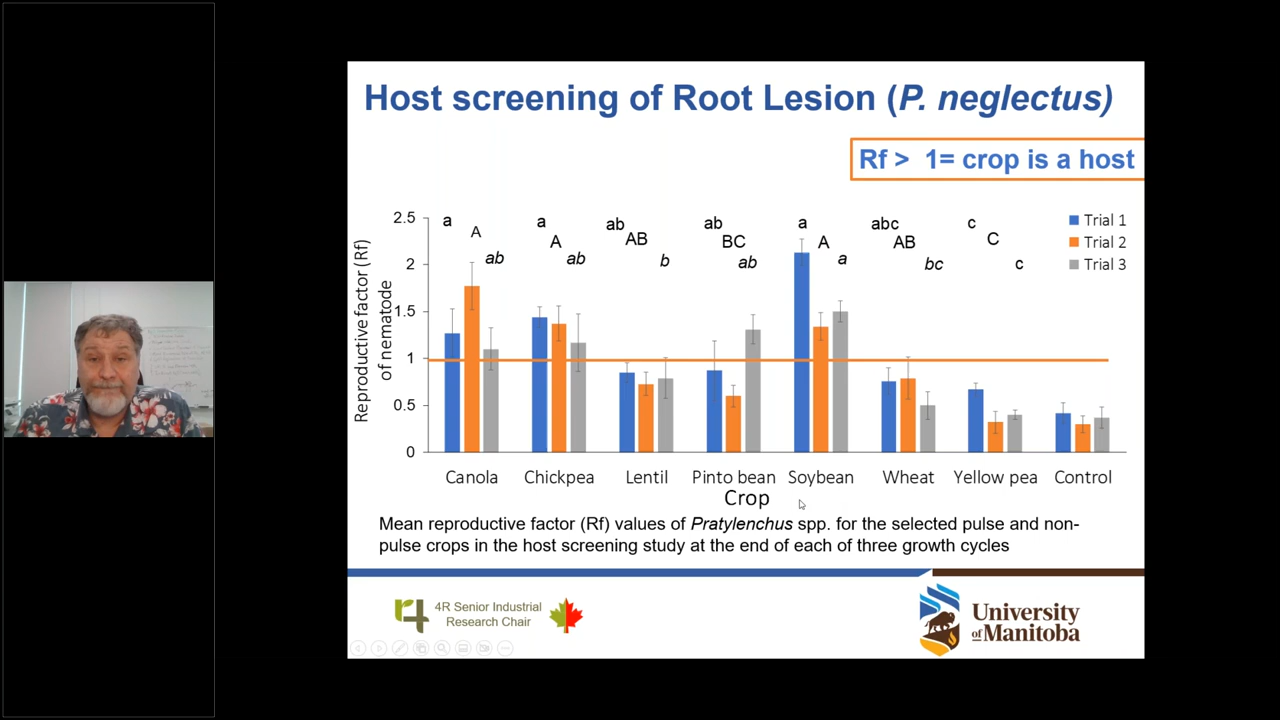 Host screening of Root Lesion (P. neglectus)
Rf > 1= crop is a host
Reproductive factor (Rf)
of nematode
2.5
2
1.5
1
0.5
0
a
A
ab
a
A
ab
ab
AB
b
ab
BC
ab
a
A
a
abc
AB
bc
c
C
c
Trial 1
Trial 2
Trial 3
Canola
Chickpea
Lentil
Pinto bean
Soybean
Wheat
Yellow pea
Control
Crop
Mean reproductive factor (Rf) values of Pratylenchus spp. for the selected pulse and non-
pulse crops in the host screening study at the end of each of three growth cycles
4R Senior Industrial
Research Chair
University
of Manitoba